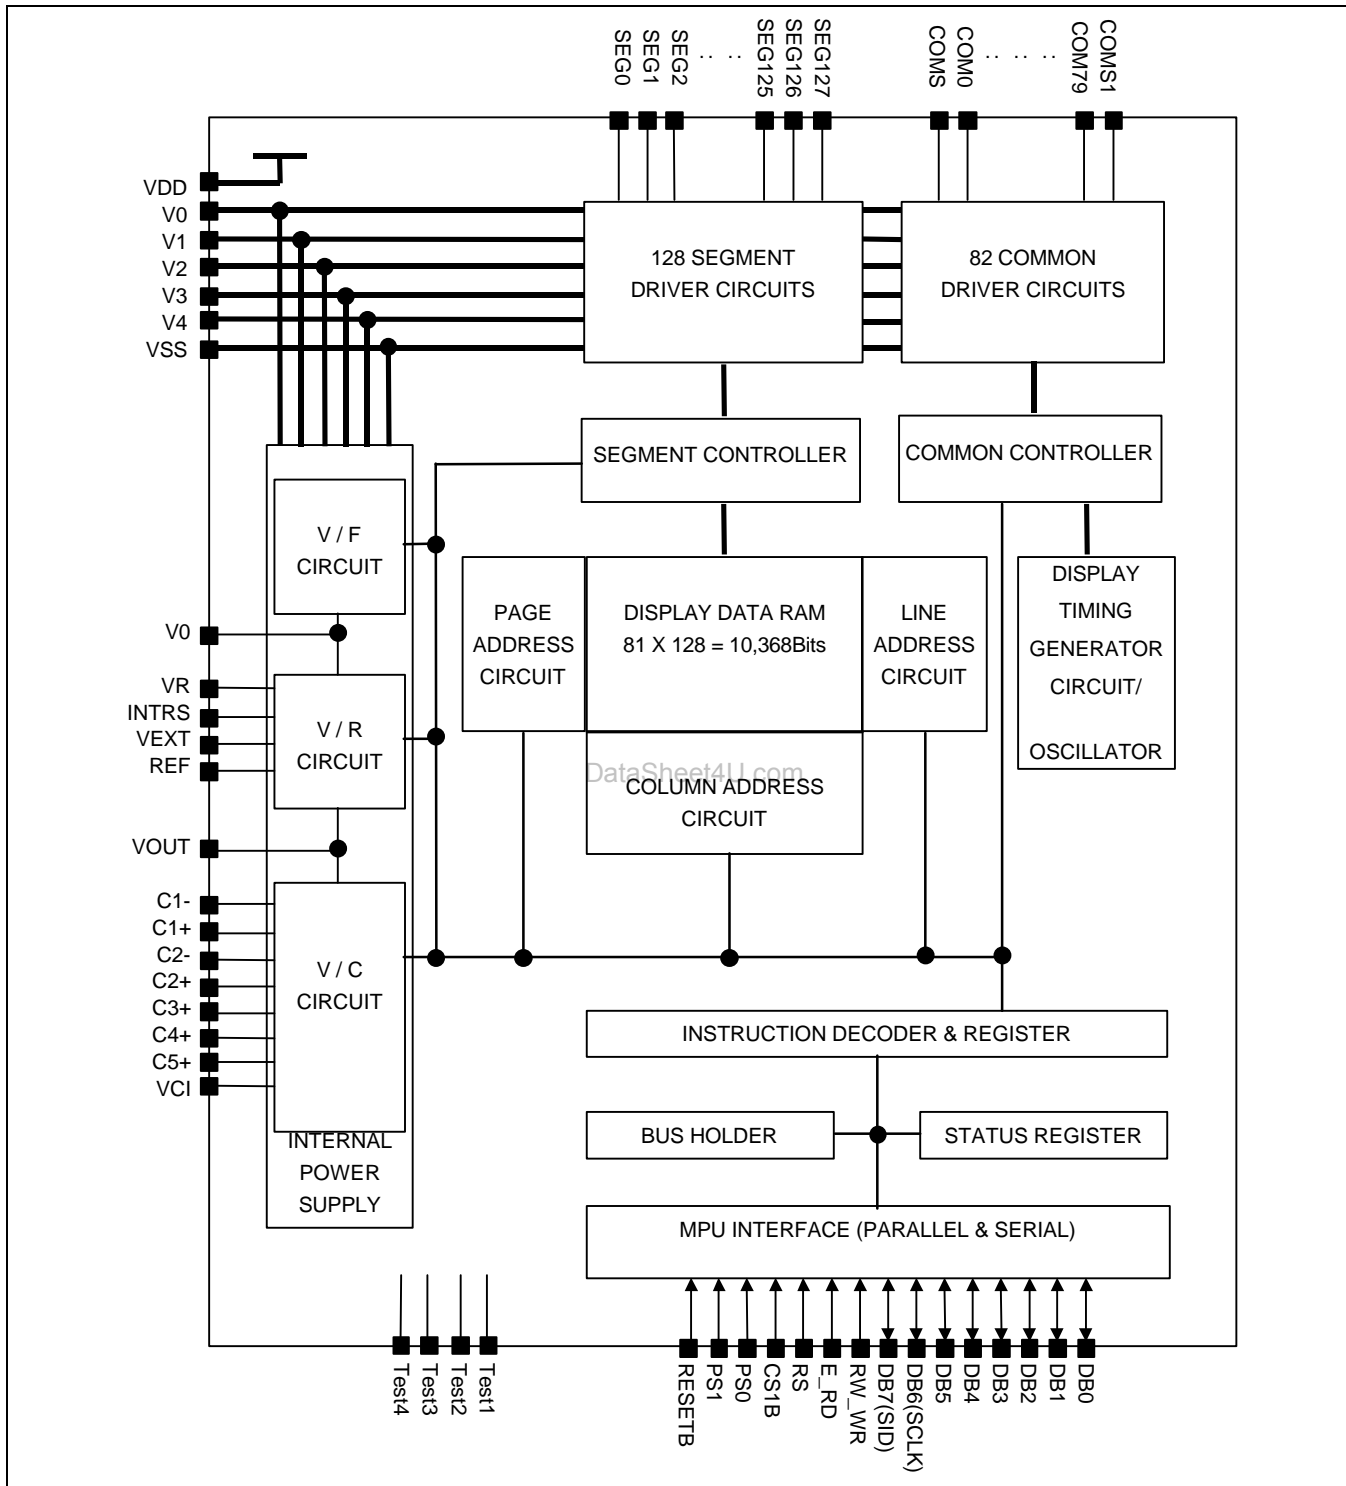 SEG0
SEG1
SEG2
.. ..
SEG125
SEG126
SEG127
COMS
COM0
.. .. ..
COM79
COMS1
VDD
V0
V1
V2
V3
V4
VSS
128 SEGMENT
DRIVER CIRCUITS
82 COMMON
DRIVER CIRCUITS
SEGMENT CONTROLLER
COMMON CONTROLLER
V / F
CIRCUIT
PAGE
ADDRESS
CIRCUIT
DISPLAY DATA RAM
81 X 128 = 10,368Bits
LINE
ADDRESS
CIRCUIT
DISPLAY
TIMING
GENERATOR
CIRCUIT/
OSCILLATOR
V0
VR
INTRS
VEXT
REF
V / R
CIRCUIT
DataSheet4U.com
COLUMN ADDRESS
CIRCUIT
VOUT
C1-
C1+
C2-
C2+
C3+
C4+
C5+
VCI
V / C
CIRCUIT
INSTRUCTION DECODER & REGISTER
BUS HOLDER
STATUS REGISTER
INTERNAL
POWER
SUPPLY
MPU INTERFACE (PARALLEL & SERIAL)
Test4
Test3
Test2
Test1
RESETB
PS1
PS0
CS1B
RS
E_RD
RW_WR
DB7(SID)
DB6(SCLK)
DB5
DB4
DB3
DB2
DB1
DB0